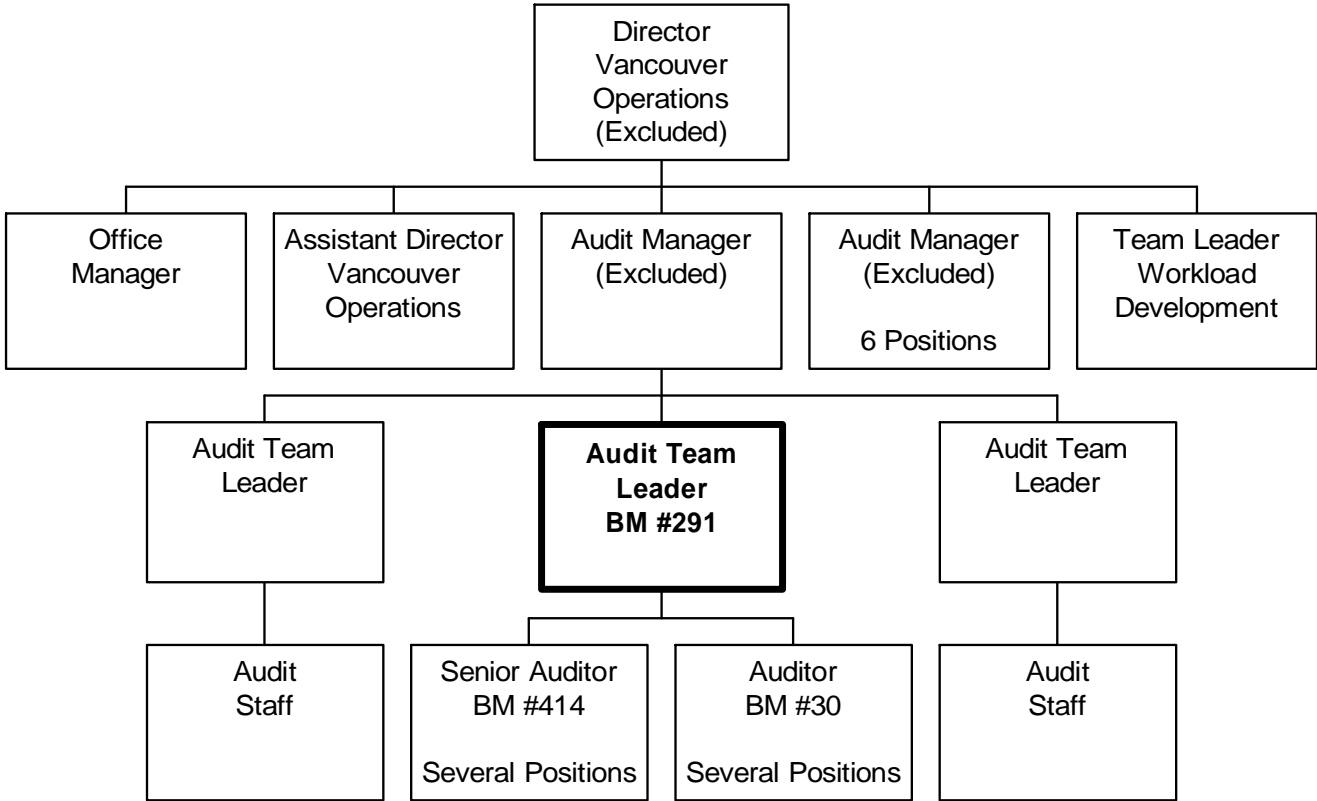 Director
Vancouver
Operations
(Excluded)
Office
Manager
Assistant Director
Vancouver
Operations
Audit Manager
(Excluded)
Audit Manager
(Excluded)
6 Positions
Team Leader
Workload
Development
Audit Team
Leader
Audit Team
Leader
BM #291
Audit Team
Leader
Audit
Staff
Senior Auditor
BM #414
Several Positions
Auditor
BM #30
Several Positions
Audit
Staff